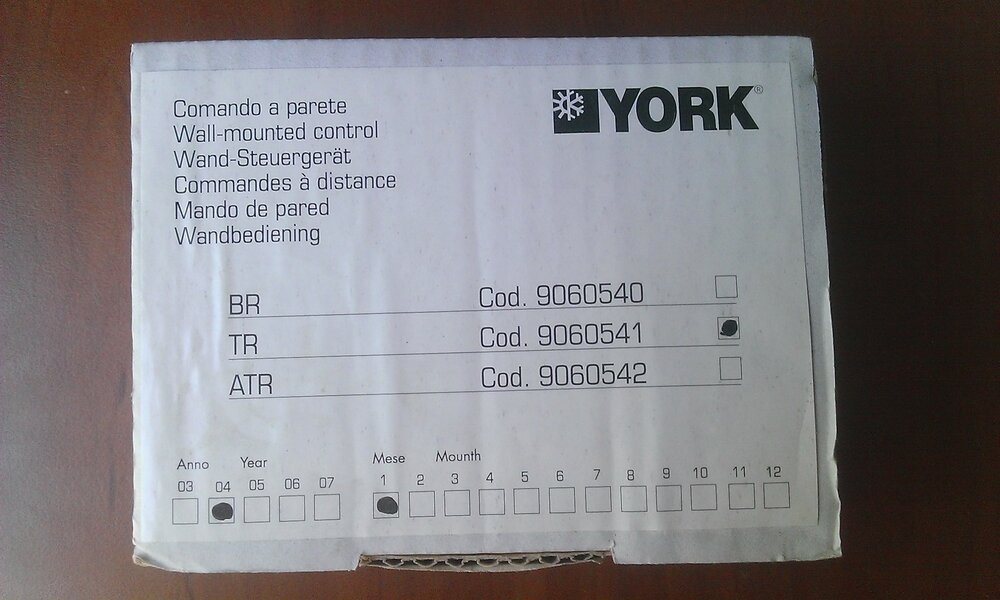 YORK®
Comando a parete
Wall-mounted control
Wand-Steuergerät
Commandes à distance
Mando de pared
Wandbediening
BR Cod. 9060540
TR Cod. 9060541
ATR Cod. 9060542
Anno Year Mese Mounth
03 04 05 06 07 1 2 3 4 5 6 7 8 9 10 11 12